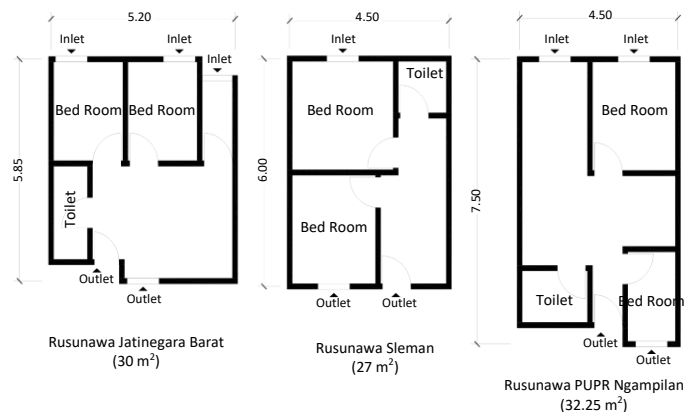 5.20
Inlet
Inlet
Inlet
Bed Room
Bed Room
5.85
Toilet
Outlet
Outlet
Rusunawa Jatinegara Barat
(30 m²)
4.50
Inlet
Toilet
Bed Room
6.00
Bed Room
Outlet
Outlet
Rusunawa Sleman
(27 m²)
4.50
Inlet
Inlet
Bed Room
7.50
Toilet
Bed Room
Outlet
Outlet
Rusunawa PUPR Ngampilan
(32.25 m²)